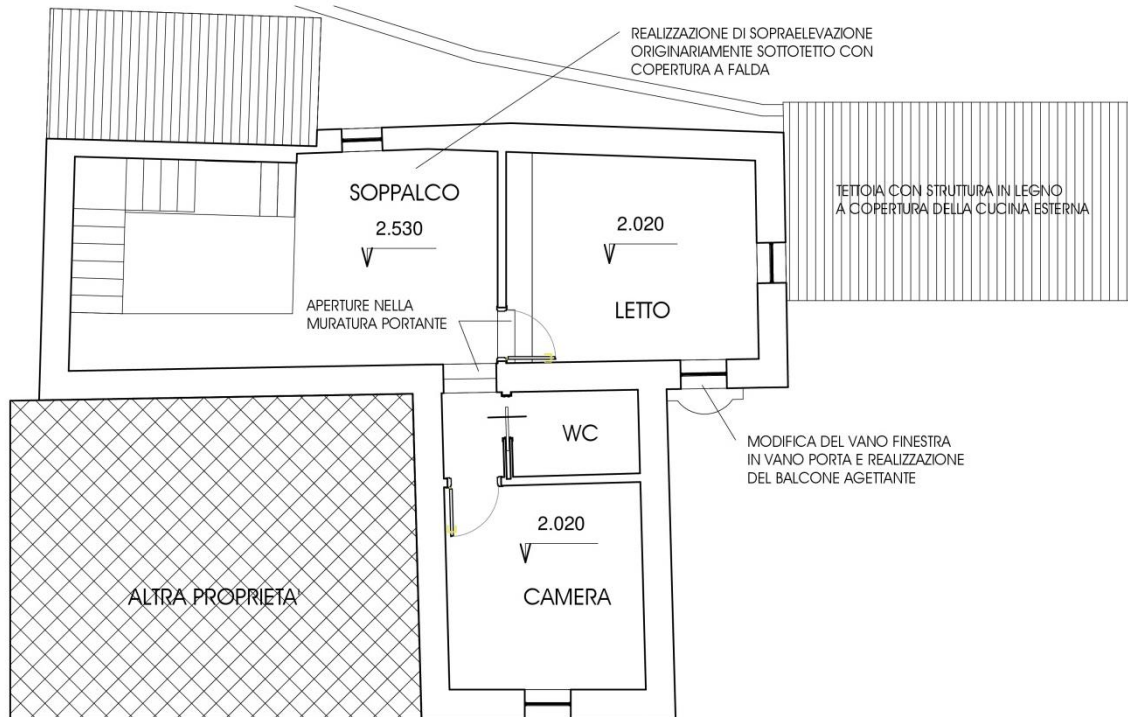 REALIZZAZIONE DI SOPRAELEVAZIONE
ORIGINARIAMENTE SOTTOTETTO CON
COPERTURA A FALDA
SOPPALCO
2.530
2.020
LETTO
TETTOIA CON STRUTTURA IN LEGNO
A COPERTURA DELLA CUCINA ESTERNA
APERTURE NELLA
MURATURA PORTANTE
WC
MODIFICA DEL VANO FINESTRA
IN VANO PORTA E REALIZZAZIONE
DEL BALCONE AGETTANTE
2.020
CAMERA
ALTRA PROPRIETA'